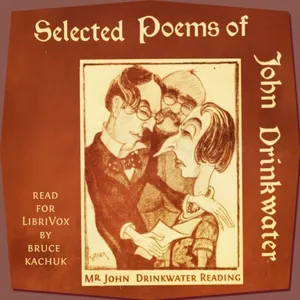 Selected Poems of
John Drinkwater
READ
FOR
LIBRIVOX
BY
BRUCE
KACHUK
MR JOHN DRINKWATER READING